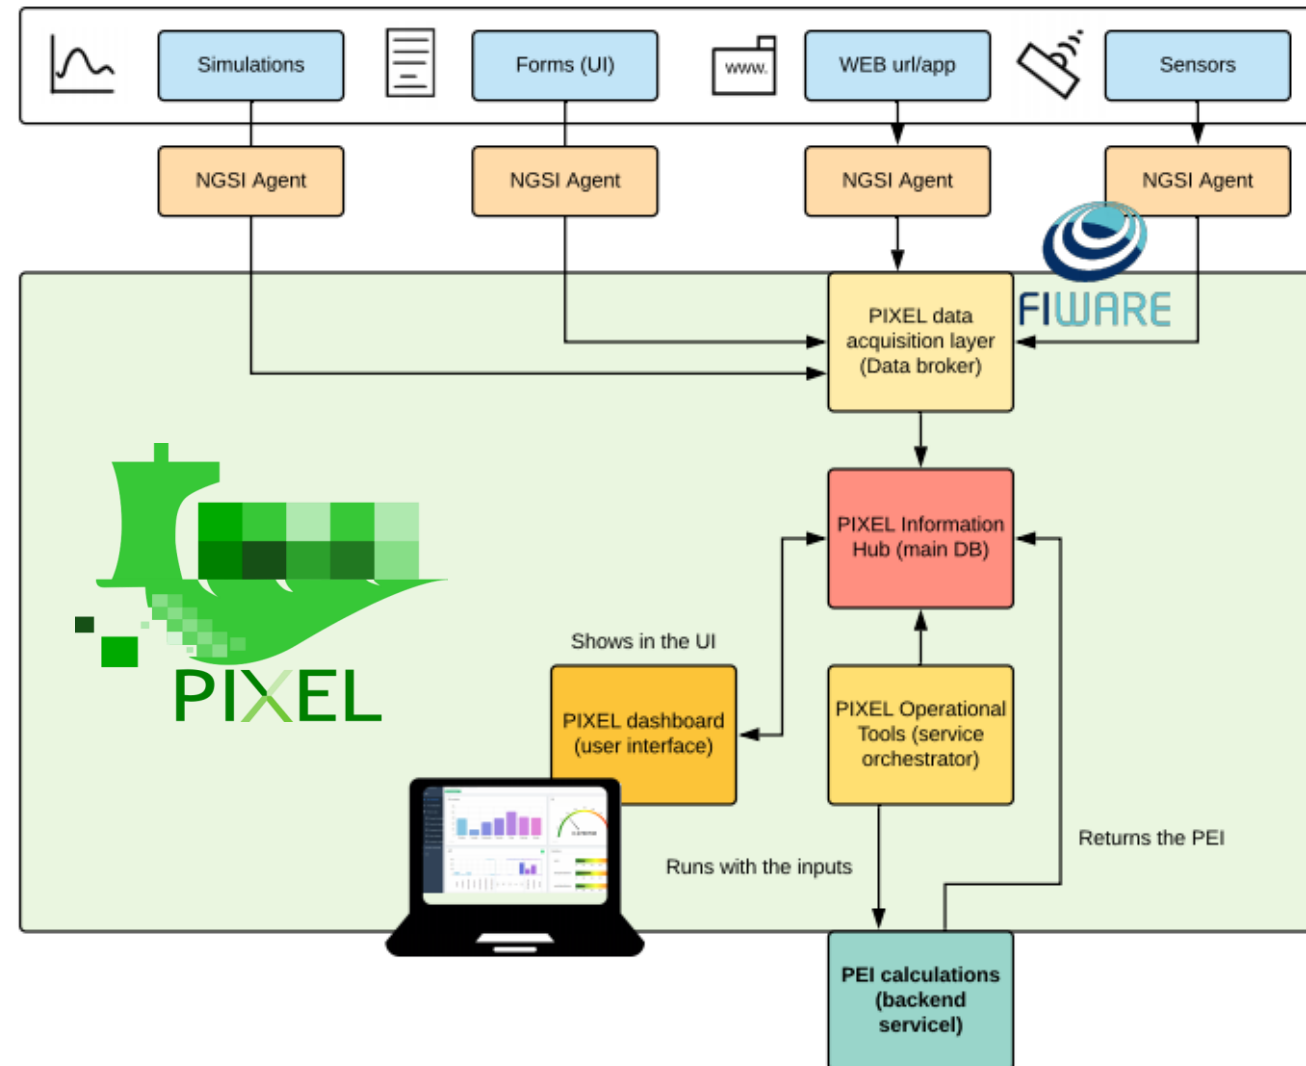 Simulations
Forms (UI)
www.
WEB url/app
Sensors
NGSI Agent
NGSI Agent
NGSI Agent
NGSI Agent
FIWARE
PIXEL data
acquisition layer
(Data broker)
PIXEL Information
Hub (main DB)
PIXEL
Shows in the UI
PIXEL dashboard
(user interface)
PIXEL Operational
Tools (service
orchestrator)
Runs with the inputs
Returns the PEI
PEI calculations
(backend
servicel)